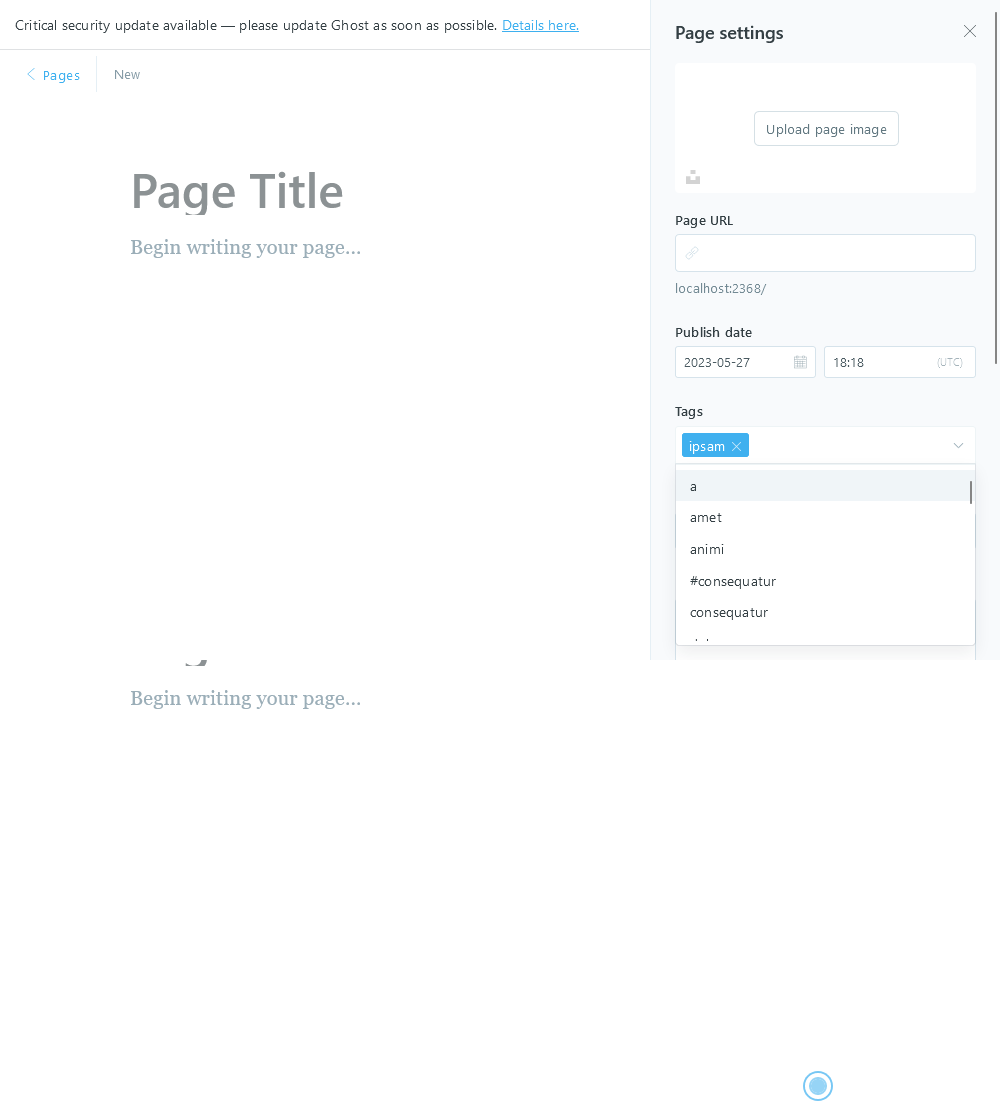 Critical security update available — please update Ghost as soon as possible. Details here.
Pages
New
Page Title
Begin writing your page...
Page settings
Upload page image
Page URL
localhost:2368/
Publish date
2023-05-27
18:18
(UTC)
Tags
ipsam
a
amet
animi
#consequatur
consequatur
Begin writing your page...